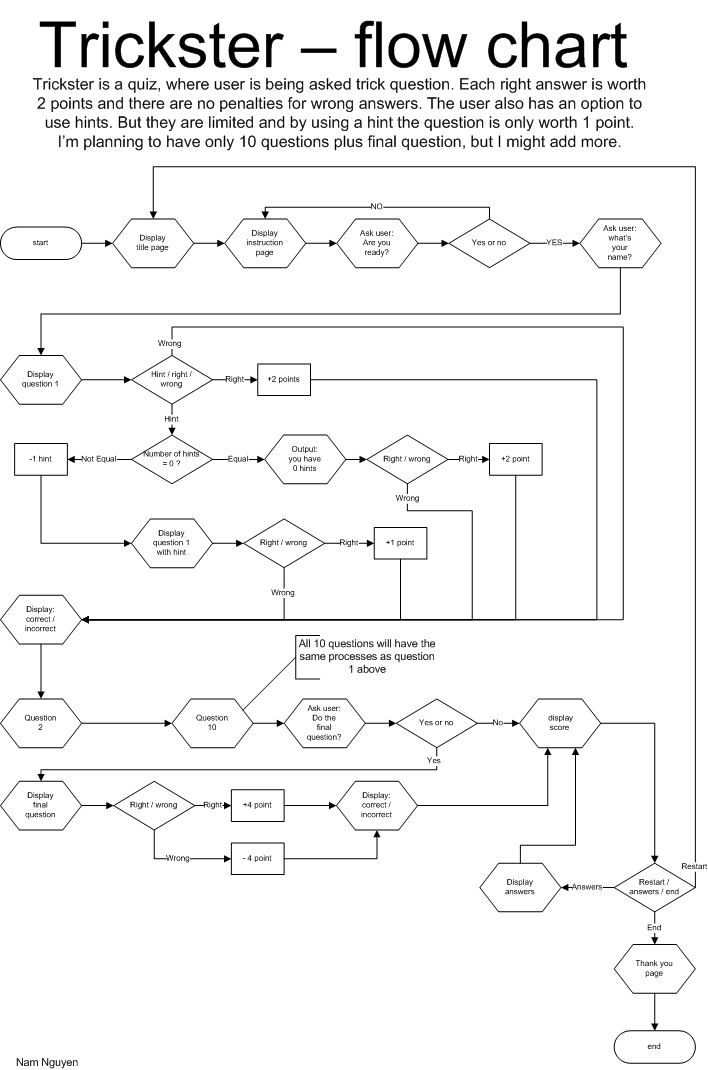 Trickster – flow chart
Trickster is a quiz, where user is being asked trick question. Each right answer is worth
2 points and there are no penalties for wrong answers. The user also has an option to
use hints. But they are limited and by using a hint the question is only worth 1 point.
I'm planning to have only 10 questions plus final question, but I might add more.
NO
start
Display
title page
Display
instruction
page
Ask user:
Are you
ready?
Yes or no
YES
Ask user:
what's
your
name?
Wrong
Display
question 1
Hint / right /
wrong
Right
+2 points
Hint
-1 hint
Not Equal
Number of hints
= 0 ?
Equal
Output:
you have
0 hints
Right / wrong
Right
+2 point
Wrong
Display
question 1
with hint
Right / wrong
Right
+1 point
Wrong
Display:
correct /
incorrect
All 10 questions will have the
same processes as question
1 above
Question
2
Question
10
Ask user:
Do the
final
question?
Yes or no
No
display
score
Yes
Display
final
question
Right / wrong
Right
+4 point
Display:
correct /
incorrect
Wrong
- 4 point
Restart
Display
answers
Answers
Restart /
answers / end
End
Thank you
page
end
Nam Nguyen